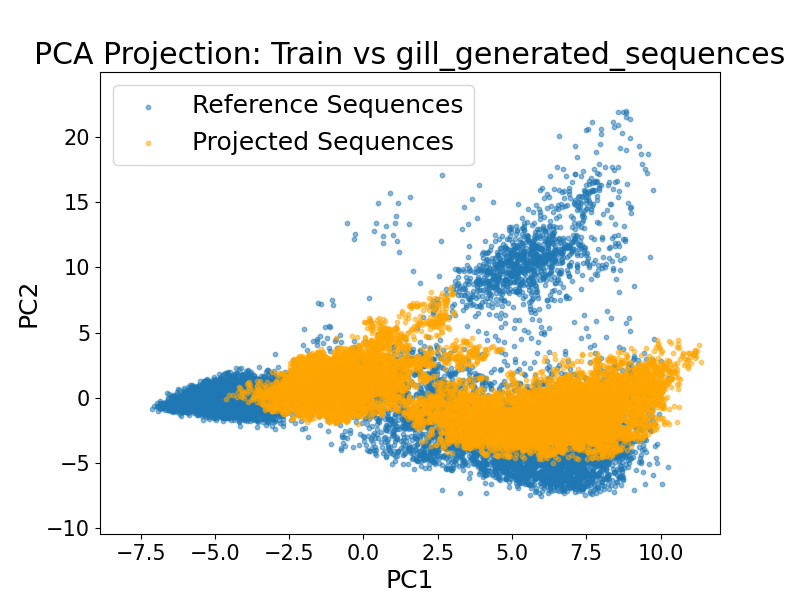 PCA Projection: Train vs gill_generated_sequences
Reference Sequences
Projected Sequences
20
15
10
5
0
−5
−10
PC2
−7.5 −5.0 −2.5 0.0 2.5 5.0 7.5 10.0
PC1